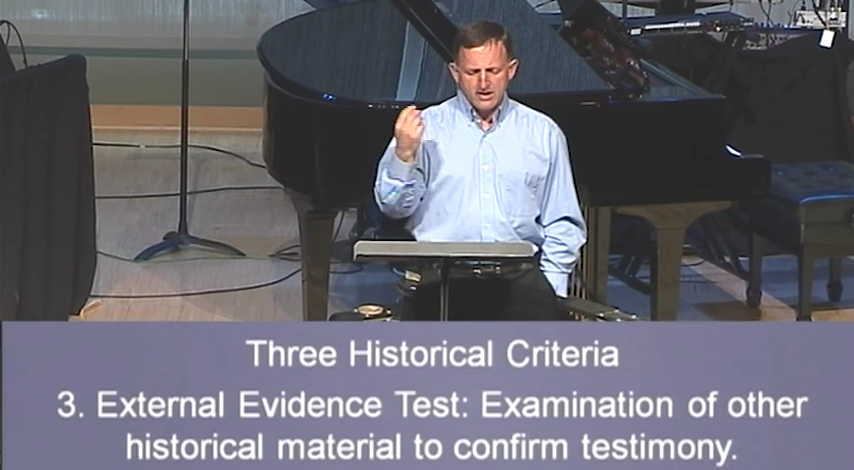 Three Historical Criteria
3. External Evidence Test: Examination of other
historical material to confirm testimony.